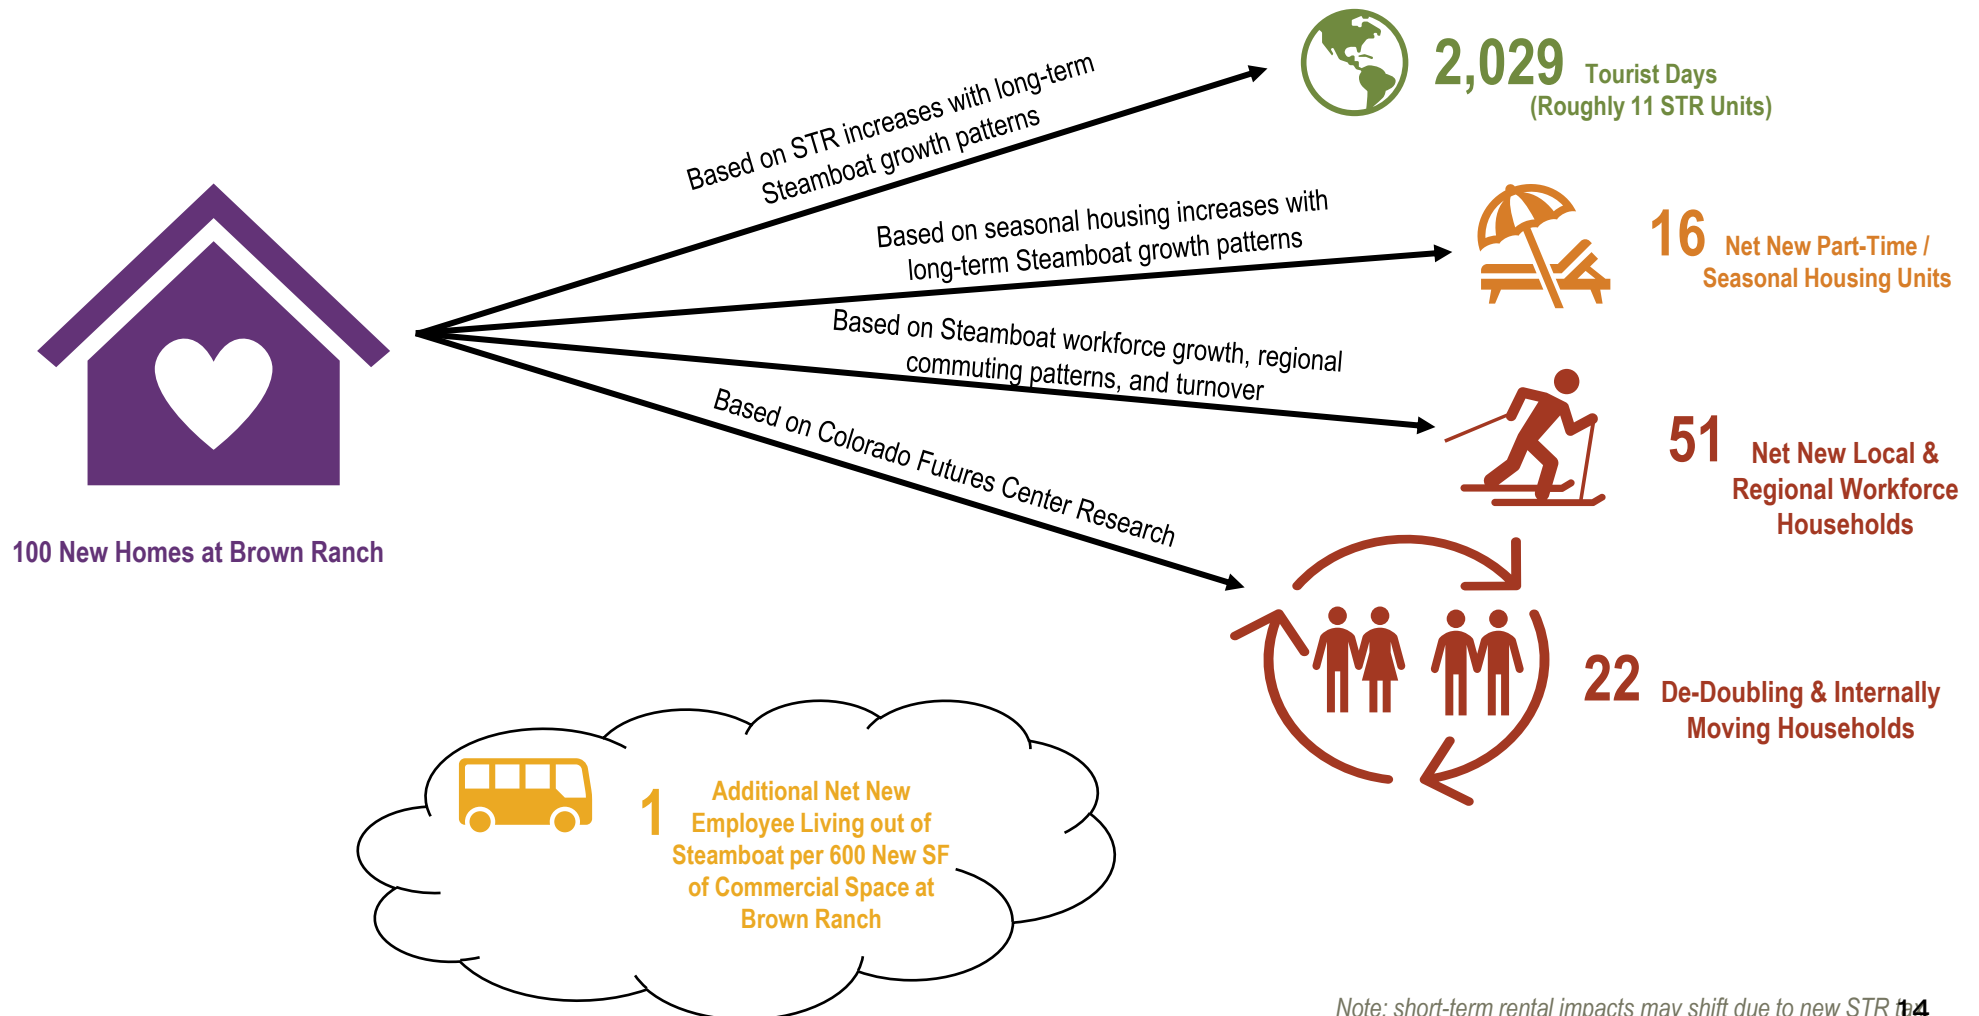 Based on STR increases with long-term
Steamboat growth patterns
2,029 Tourist Days
(Roughly 11 STR Units)
Based on seasonal housing increases with
long-term Steamboat growth patterns
16 Net New Part-Time /
Seasonal Housing Units
Based on Steamboat workforce growth, regional
commuting patterns, and turnover
51 Net New Local &
Regional Workforce
Households
Based on Colorado Futures Center Research
22 De-Doubling & Internally
Moving Households
100 New Homes at Brown Ranch
1 Additional Net New
Employee Living out of
Steamboat per 600 New SF
of Commercial Space at
Brown Ranch
Note: short-term rental impacts may shift due to new STR tax
14